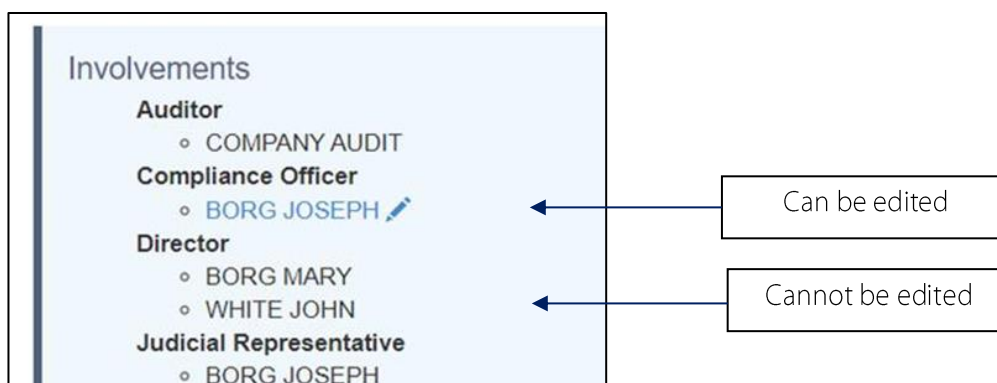 Involvements
Auditor
COMPANY AUDIT
Compliance Officer
BORG JOSEPH
Can be edited
Director
BORG MARY
WHITE JOHN
Cannot be edited
Judicial Representative
BORG JOSEPH